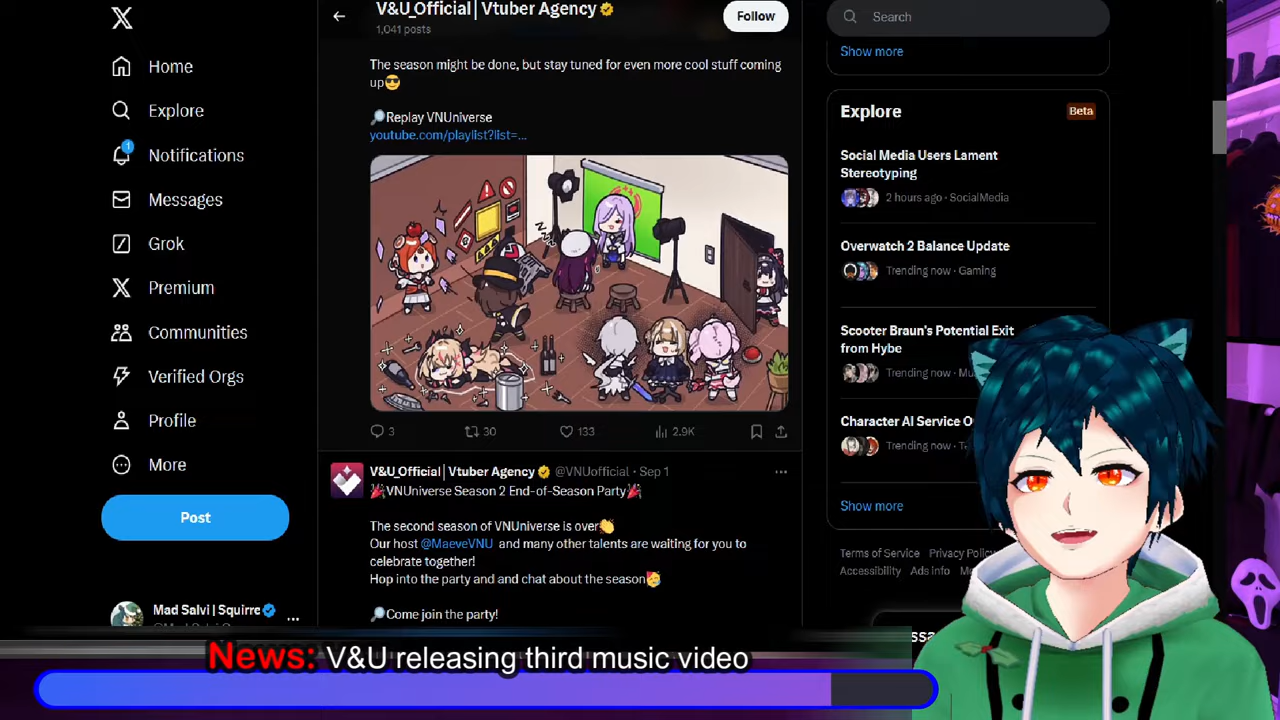 Home
Explore
Notifications
1
Messages
Grok
Premium
Communities
Verified Orgs
Profile
More
Post
Mad Salvi | Squirre
V&U_Official | Vtuber Agency
1,041 posts
Follow
The season might be done, but stay tuned for even more cool stuff coming
up😎
🔎Replay VNUniverse
youtube.com/playlist?list=...
3
30
133
2.9K
V&U_Official | Vtuber Agency @VNUofficial · Sep 1
🎉VNUniverse Season 2 End-of-Season Party🎉
The second season of VNUniverse is over👏
Our host @MaeveVNU and many other talents are waiting for you to
celebrate together!
Hop into the party and and chat about the season🥳
🔎Come join the party!
Search
Show more
Explore
Beta
Social Media Users Lament
Stereotyping
2 hours ago · SocialMedia
Overwatch 2 Balance Update
Trending now · Gaming
Scooter Braun's Potential Exit
from Hybe
Trending now ·
Character AI Service
Trending now ·
Show more
Terms of Service Privacy Policy
Accessibility Ads info
News: V&U releasing third music video